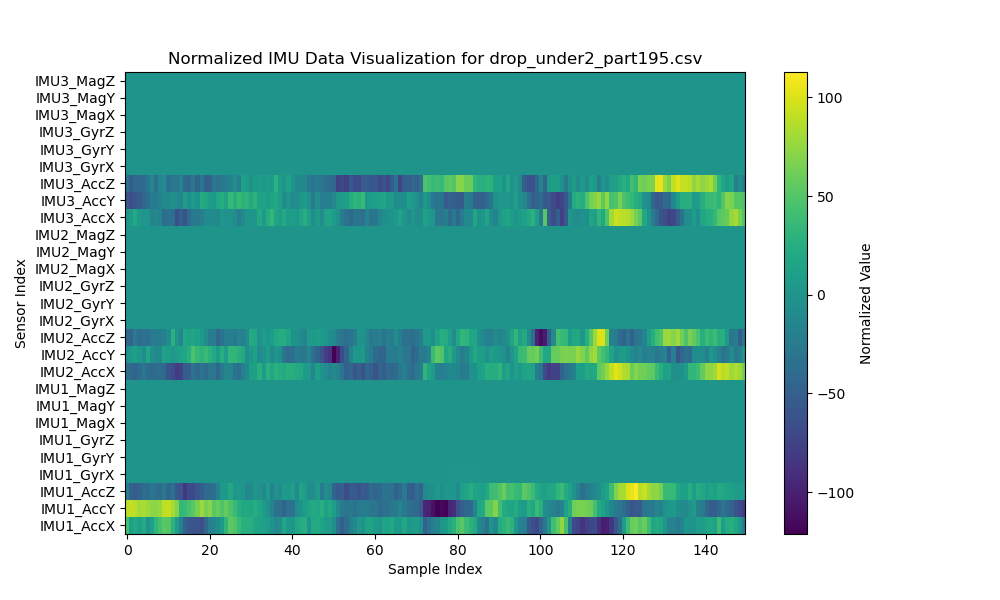 Normalized IMU Data Visualization for drop_under2_part195.csv
IMU3_MagZ
IMU3_MagY
IMU3_MagX
IMU3_GyrZ
IMU3_GyrY
IMU3_GyrX
IMU3_AccZ
IMU3_AccY
IMU3_AccX
IMU2_MagZ
IMU2_MagY
IMU2_MagX
IMU2_GyrZ
IMU2_GyrY
IMU2_GyrX
IMU2_AccZ
IMU2_AccY
IMU2_AccX
IMU1_MagZ
IMU1_MagY
IMU1_MagX
IMU1_GyrZ
IMU1_GyrY
IMU1_GyrX
IMU1_AccZ
IMU1_AccY
IMU1_AccX
Sensor Index
0 20 40 60 80 100 120 140
Sample Index
100
50
0
−50
−100
Normalized Value